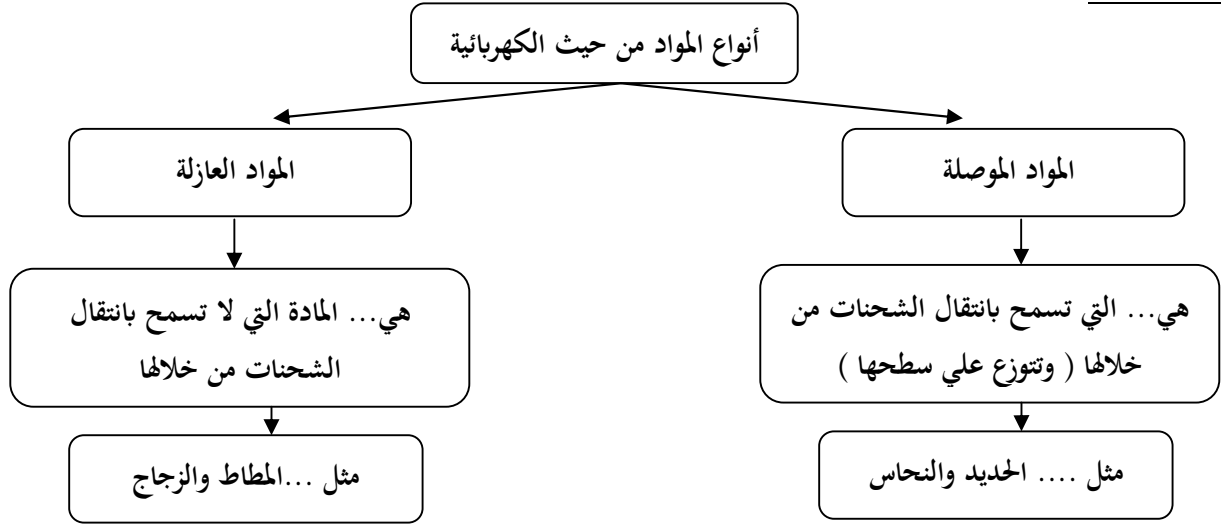 أنواع المواد من حيث الكهربائية
المواد الموصلة
المواد العازلة
هي... التي تسمح بانتقال الشحنات من
خلالها ( وتتوزع علي سطحها )
هي... المادة التي لا تسمح بانتقال
الشحنات من خلالها
مثل .... الحديد والنحاس
مثل ...المطاط والزجاج